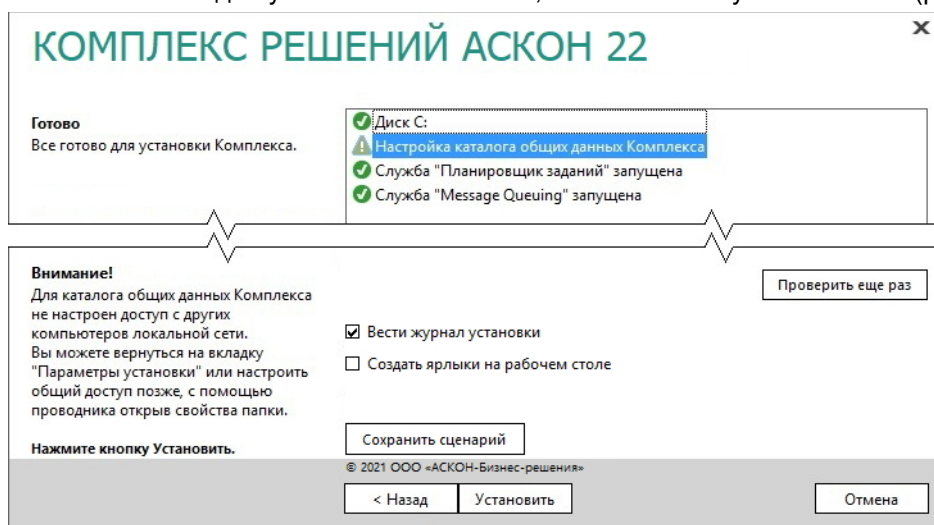 КОМПЛЕКС РЕШЕНИЙ АСКОН 22
Готово
Все готово для установки Комплекса.
Диск C:
Настройка каталога общих данных Комплекса
Служба "Планировщик заданий" запущена
Служба "Message Queuing" запущена
Внимание!
Для каталога общих данных Комплекса
не настроен доступ с других
компьютеров локальной сети.
Вы можете вернуться на вкладку
"Параметры установки" или настроить
общий доступ позже, с помощью
проводника открыв свойства папки.
Нажмите кнопку Установить.
Проверить еще раз
Вести журнал установки
Создать ярлыки на рабочем столе
Сохранить сценарий
© 2021 ООО «АСКОН-Бизнес-решения»
< Назад
Установить
Отмена